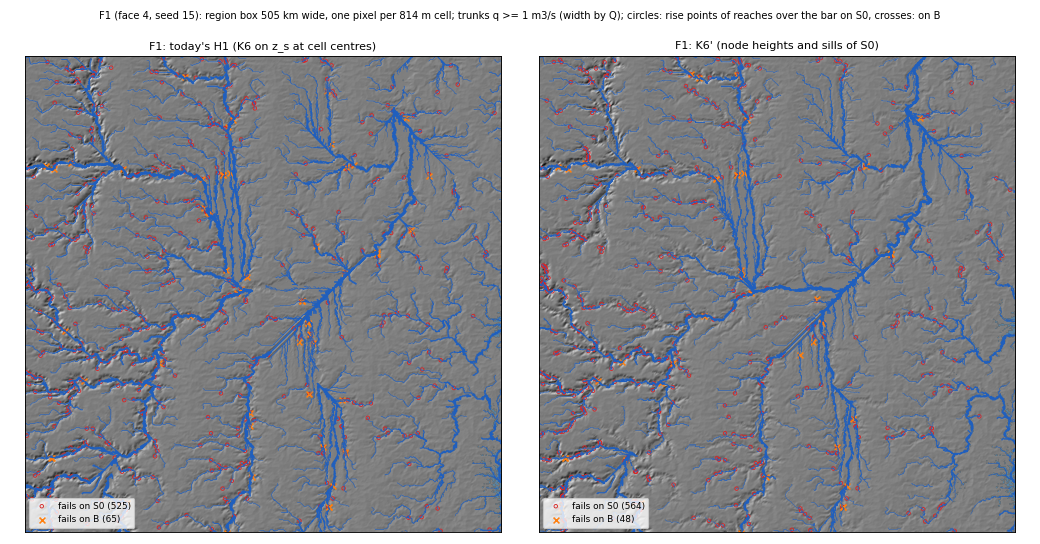 F1 (face 4, seed 15): region box 505 km wide, one pixel per 814 m cell; trunks q >= 1 m3/s (width by Q); circles: rise points of reaches over the bar on S0, crosses: on B
F1: today's H1 (K6 on z_s at cell centres)
fails on S0 (525)
fails on B (65)
F1: K6' (node heights and sills of S0)
fails on S0 (564)
fails on B (48)